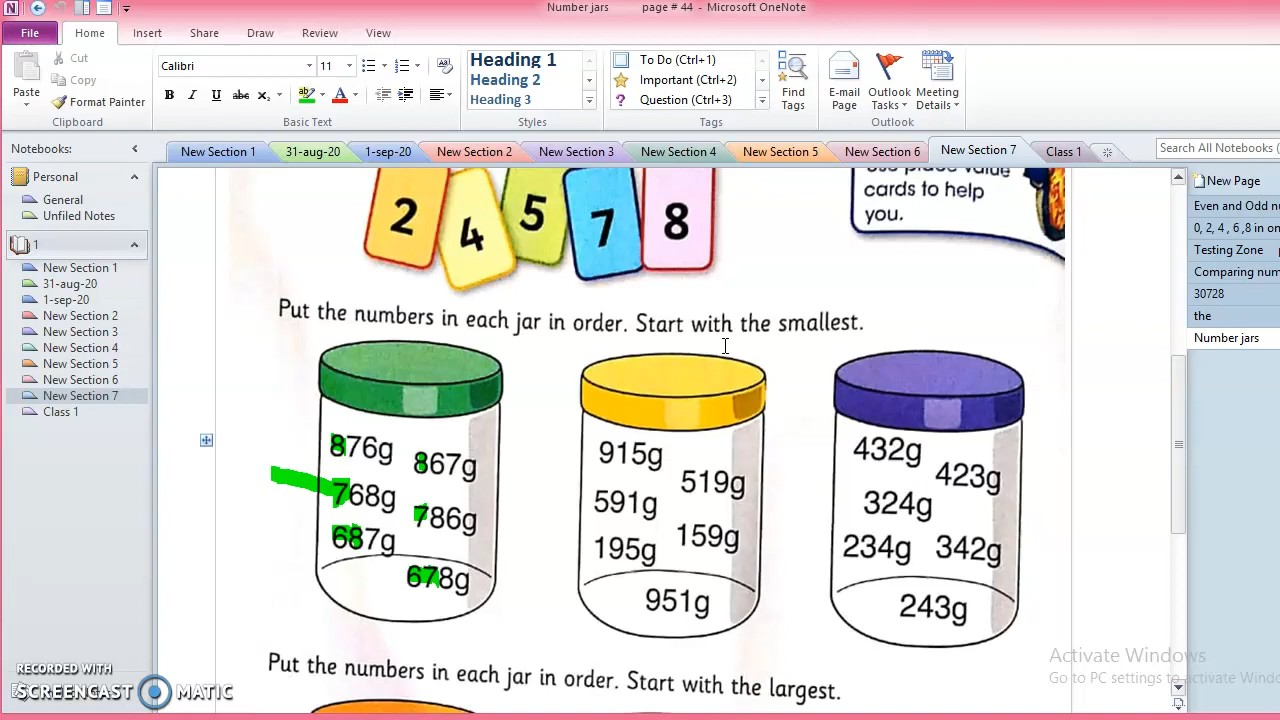 Number jars page # 44 - Microsoft OneNote
File Home Insert Share Draw Review View
Cut
Copy
Paste
Format Painter
Clipboard
Calibri 11
B I U abc X₂ A
Basic Text
Heading 1
Heading 2
Heading 3
Styles
To Do (Ctrl+1)
Important (Ctrl+2)
Question (Ctrl+3)
Find Tags
Tags
E-mail Page
Outlook Tasks
Meeting Details
Outlook
Notebooks:
New Section 1 31-aug-20 1-sep-20 New Section 2 New Section 3 New Section 4 New Section 5 New Section 6 New Section 7 Class 1
Search All Notebooks (
Personal
General
Unfiled Notes
1
New Section 1
31-aug-20
1-sep-20
New Section 2
New Section 3
New Section 4
New Section 5
New Section 6
New Section 7
Class 1
use place value
cards to help
you.
2 4 5 7 8
Put the numbers in each jar in order. Start with the smallest.
876g
867g
768g
786g
687g
678g
915g
519g
591g
159g
195g
951g
432g
423g
324g
234g 342g
243g
Put the numbers in each jar in order. Start with the largest.
New Page
Even and Odd nu
0, 2, 4 , 6 ,8 in on
Testing Zone
Comparing num
30728
the
Number jars
Activate Windows
Go to PC settings to activate Windo
RECORDED WITH
SCREENCAST MATIC